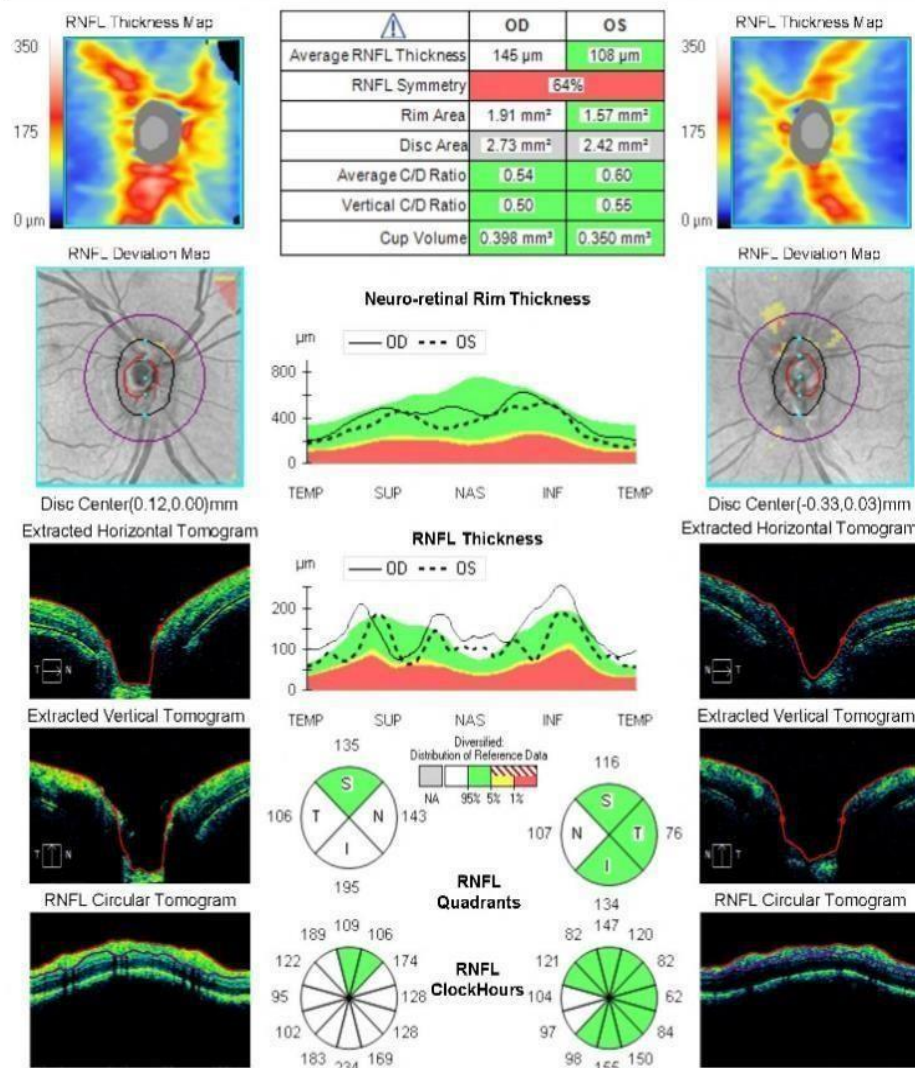 RNFL Thickness Map
350
175
0 µm
OD OS
Average RNFL Thickness 145 µm 108 µm
RNFL Symmetry 64%
Rim Area 1.91 mm² 1.57 mm²
Disc Area 2.73 mm² 2.42 mm²
Average C/D Ratio 0.54 0.60
Vertical C/D Ratio 0.50 0.55
Cup Volume 0.398 mm³ 0.350 mm³
RNFL Thickness Map
350
175
0 µm
RNFL Deviation Map
Disc Center(0.12,0.00)mm
Neuro-retinal Rim Thickness
µm
OD OS
800
400
0
TEMP SUP NAS INF TEMP
RNFL Deviation Map
Disc Center(-0.33,0.03)mm
Extracted Horizontal Tomogram
T N
RNFL Thickness
µm
OD OS
200
100
0
TEMP SUP NAS INF TEMP
Extracted Horizontal Tomogram
T N
Extracted Vertical Tomogram
T N
135
S
106 T N 143
I
195
Diversified:
Distribution of Reference Data
NA 95% 5% 1%
116
S
107 N T 76
I
134
RNFL
Quadrants
Extracted Vertical Tomogram
T N
RNFL Circular Tomogram
109
189 106
122 174
95 128
102 128
183 169
RNFL
ClockHours
147
82 120
121 82
104 62
97 84
98 150
RNFL Circular Tomogram